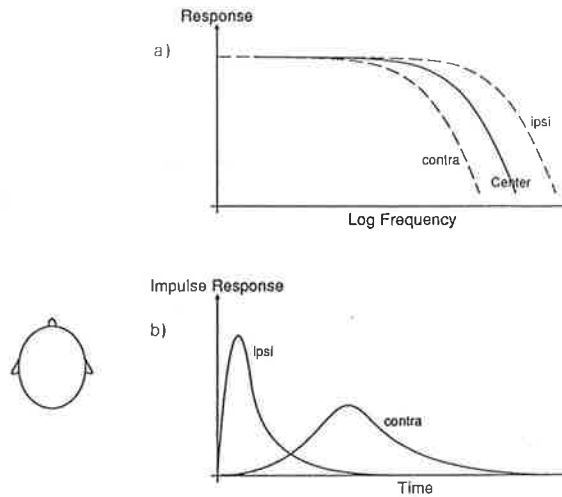 Response
a)
ipsi
contra
Center
Log Frequency
Impulse Response
b)
Ipsi
contra
Time